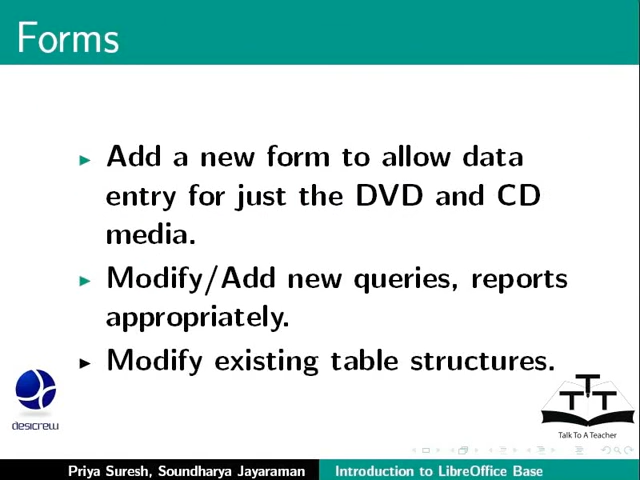 Forms
Add a new form to allow data
entry for just the DVD and CD
media.
Modify/Add new queries, reports
appropriately.
Modify existing table structures.
desicrew
TTT
Talk To A Teacher
Priya Suresh, Soundharya Jayaraman
Introduction to LibreOffice Base